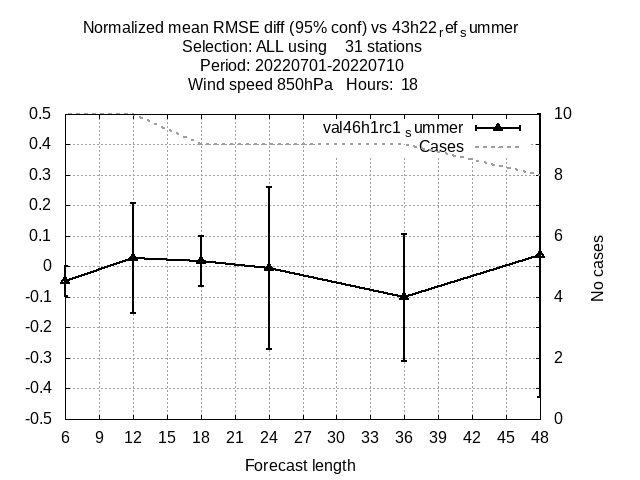 Normalized mean RMSE diff (95% conf) vs 43h22refsummer
Selection: ALL using 31 stations
Period: 20220701-20220710
Wind speed 850hPa Hours: 18
val46h1rc1summer
Cases
0.5
0.4
0.3
0.2
0.1
0
-0.1
-0.2
-0.3
-0.4
-0.5
10
8
6
4
2
0
No cases
6 9 12 15 18 21 24 27 30 33 36 39 42 45 48
Forecast length